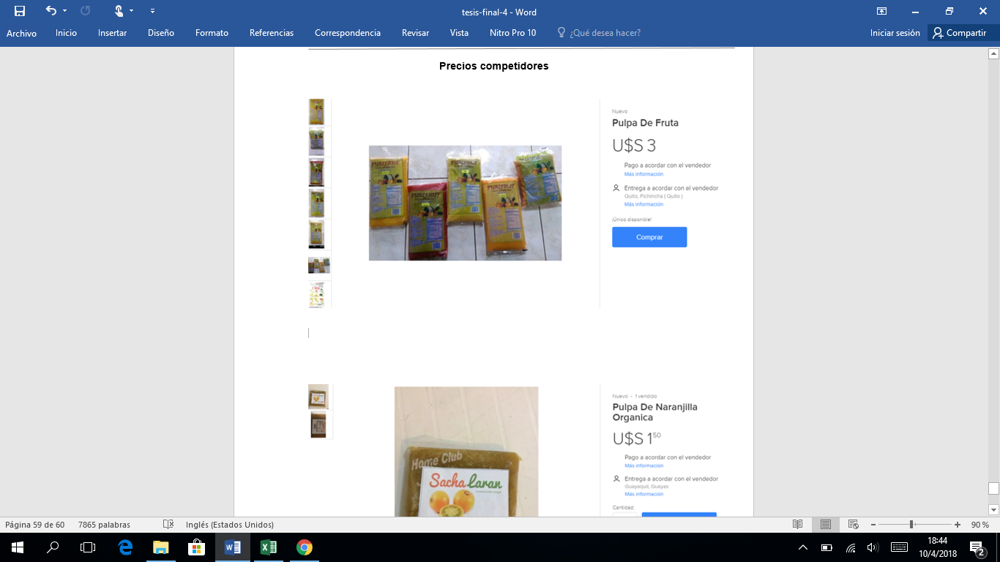 tesis-final-4 - Word
Archivo Inicio Insertar Diseño Formato Referencias Correspondencia Revisar Vista Nitro Pro 10 ¿Qué desea hacer? Iniciar sesión Compartir
Precios competidores
Nuevo
Pulpa De Fruta
U$S 3
Pago a acordar con el vendedor
Más información
Entrega a acordar con el vendedor
Quito, Pichincha ( Quito )
Más información
¡Único disponible!
Comprar
Nuevo - 1 vendido
Pulpa De Naranjilla
Organica
U$S 1 50
Pago a acordar con el vendedor
Más información
Entrega a acordar con el vendedor
Guayaquil, Guayas
Más información
Cantidad:
Home Club
Sacha Laran
Página 59 de 60 7865 palabras Inglés (Estados Unidos) 90 %
18:44
10/4/2018
2